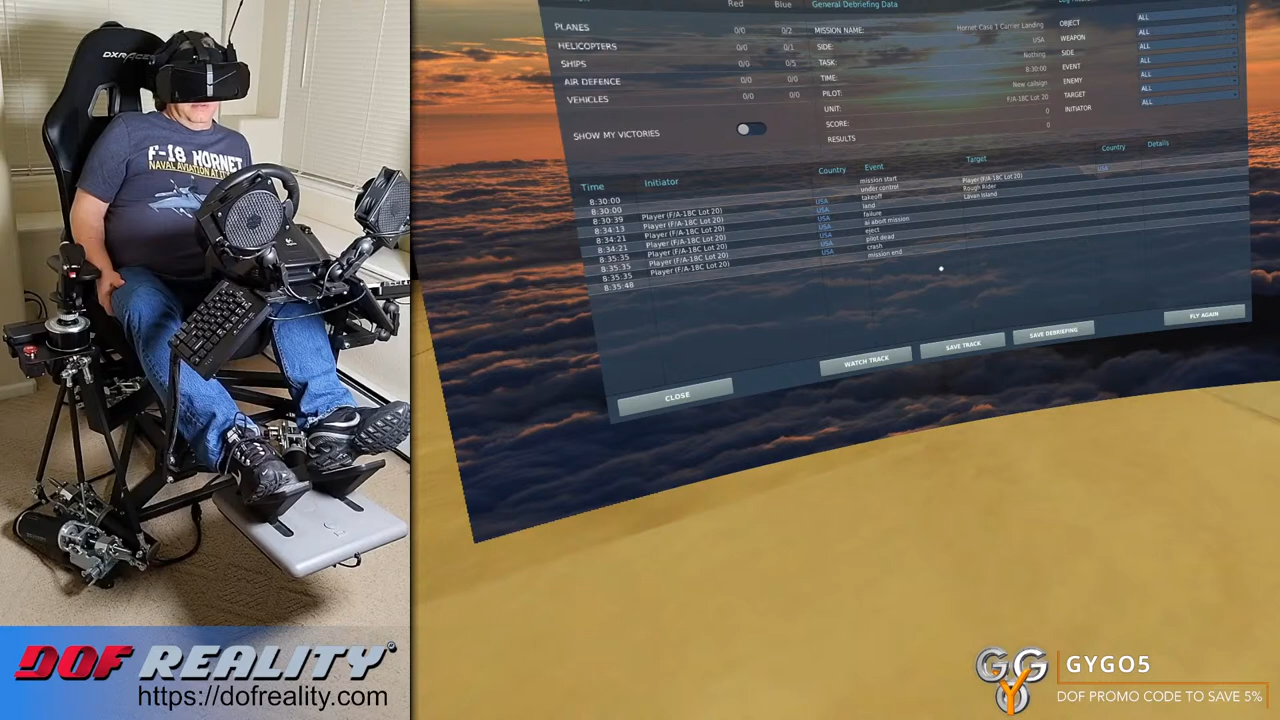 DXRACER
F-18 HORNET
NAVAL AVIATION AT IT
DOF REALITY®
https://dofreality.com
Red Blue
General Debriefing Data
PLANES 0/0 0/2
HELICOPTERS 0/0 0/1
SHIPS 0/0 0/5
AIR DEFENCE 0/0 0/0
VEHICLES 0/0 0/0
SHOW MY VICTORIES
MISSION NAME: Hornet Case 1 Carrier Landing
SIDE: USA
TASK: Nothing
TIME: 8:30:00
PILOT: New callsign
UNIT: F/A-18C Lot 20
SCORE: 0
RESULTS 0
OBJECT ALL
WEAPON ALL
SIDE ALL
EVENT ALL
ENEMY ALL
TARGET ALL
INITIATOR ALL
Time Initiator Country Event Target Country Details
8:30:00 mission start
8:30:00 Player (F/A-18C Lot 20) USA under control Player (F/A-18C Lot 20) USA
8:30:39 Player (F/A-18C Lot 20) USA takeoff Rough Rider
8:34:13 Player (F/A-18C Lot 20) USA land Lavan Island
8:34:21 Player (F/A-18C Lot 20) USA failure
8:34:21 ai abort mission
8:35:35 Player (F/A-18C Lot 20) USA eject
8:35:35 Player (F/A-18C Lot 20) USA pilot dead
8:35:35 Player (F/A-18C Lot 20) USA crash
8:35:48 mission end
CLOSE
WATCH TRACK
SAVE TRACK
SAVE DEBRIEFING
FLY AGAIN
GYG
GYGO5
DOF PROMO CODE TO SAVE 5%